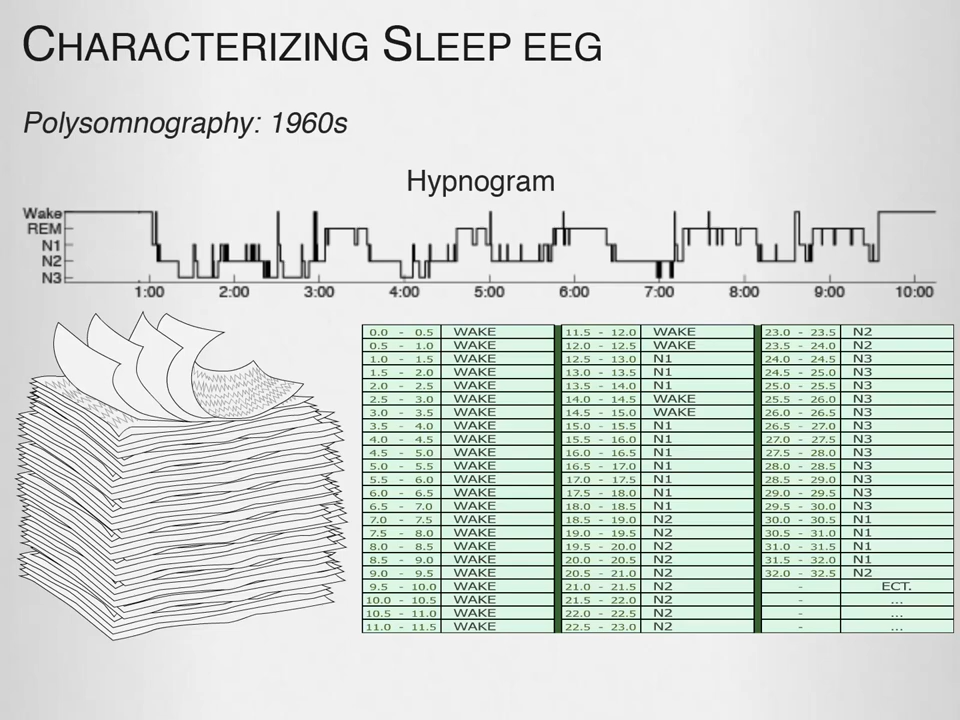 CHARACTERIZING SLEEP EEG
Polysomnography: 1960s
Hypnogram
Wake
REM
N1
N2
N3
1:00 2:00 3:00 4:00 5:00 6:00 7:00 8:00 9:00 10:00
0.0 - 0.5 WAKE 11.5 - 12.0 WAKE 23.0 - 23.5 N2
0.5 - 1.0 WAKE 12.0 - 12.5 WAKE 23.5 - 24.0 N2
1.0 - 1.5 WAKE 12.5 - 13.0 N1 24.0 - 24.5 N3
1.5 - 2.0 WAKE 13.0 - 13.5 N1 24.5 - 25.0 N3
2.0 - 2.5 WAKE 13.5 - 14.0 N1 25.0 - 25.5 N3
2.5 - 3.0 WAKE 14.0 - 14.5 WAKE 25.5 - 26.0 N3
3.0 - 3.5 WAKE 14.5 - 15.0 WAKE 26.0 - 26.5 N3
3.5 - 4.0 WAKE 15.0 - 15.5 N1 26.5 - 27.0 N3
4.0 - 4.5 WAKE 15.5 - 16.0 N1 27.0 - 27.5 N3
4.5 - 5.0 WAKE 16.0 - 16.5 N1 27.5 - 28.0 N3
5.0 - 5.5 WAKE 16.5 - 17.0 N1 28.0 - 28.5 N3
5.5 - 6.0 WAKE 17.0 - 17.5 N1 28.5 - 29.0 N3
6.0 - 6.5 WAKE 17.5 - 18.0 N1 29.0 - 29.5 N3
6.5 - 7.0 WAKE 18.0 - 18.5 N1 29.5 - 30.0 N3
7.0 - 7.5 WAKE 18.5 - 19.0 N2 30.0 - 30.5 N1
7.5 - 8.0 WAKE 19.0 - 19.5 N2 30.5 - 31.0 N1
8.0 - 8.5 WAKE 19.5 - 20.0 N2 31.0 - 31.5 N1
8.5 - 9.0 WAKE 20.0 - 20.5 N2 31.5 - 32.0 N1
9.0 - 9.5 WAKE 20.5 - 21.0 N2 32.0 - 32.5 N2
9.5 - 10.0 WAKE 21.0 - 21.5 N2 - ECT.
10.0 - 10.5 WAKE 21.5 - 22.0 N2 - ...
10.5 - 11.0 WAKE 22.0 - 22.5 N2 - ...
11.0 - 11.5 WAKE 22.5 - 23.0 N2 - ...